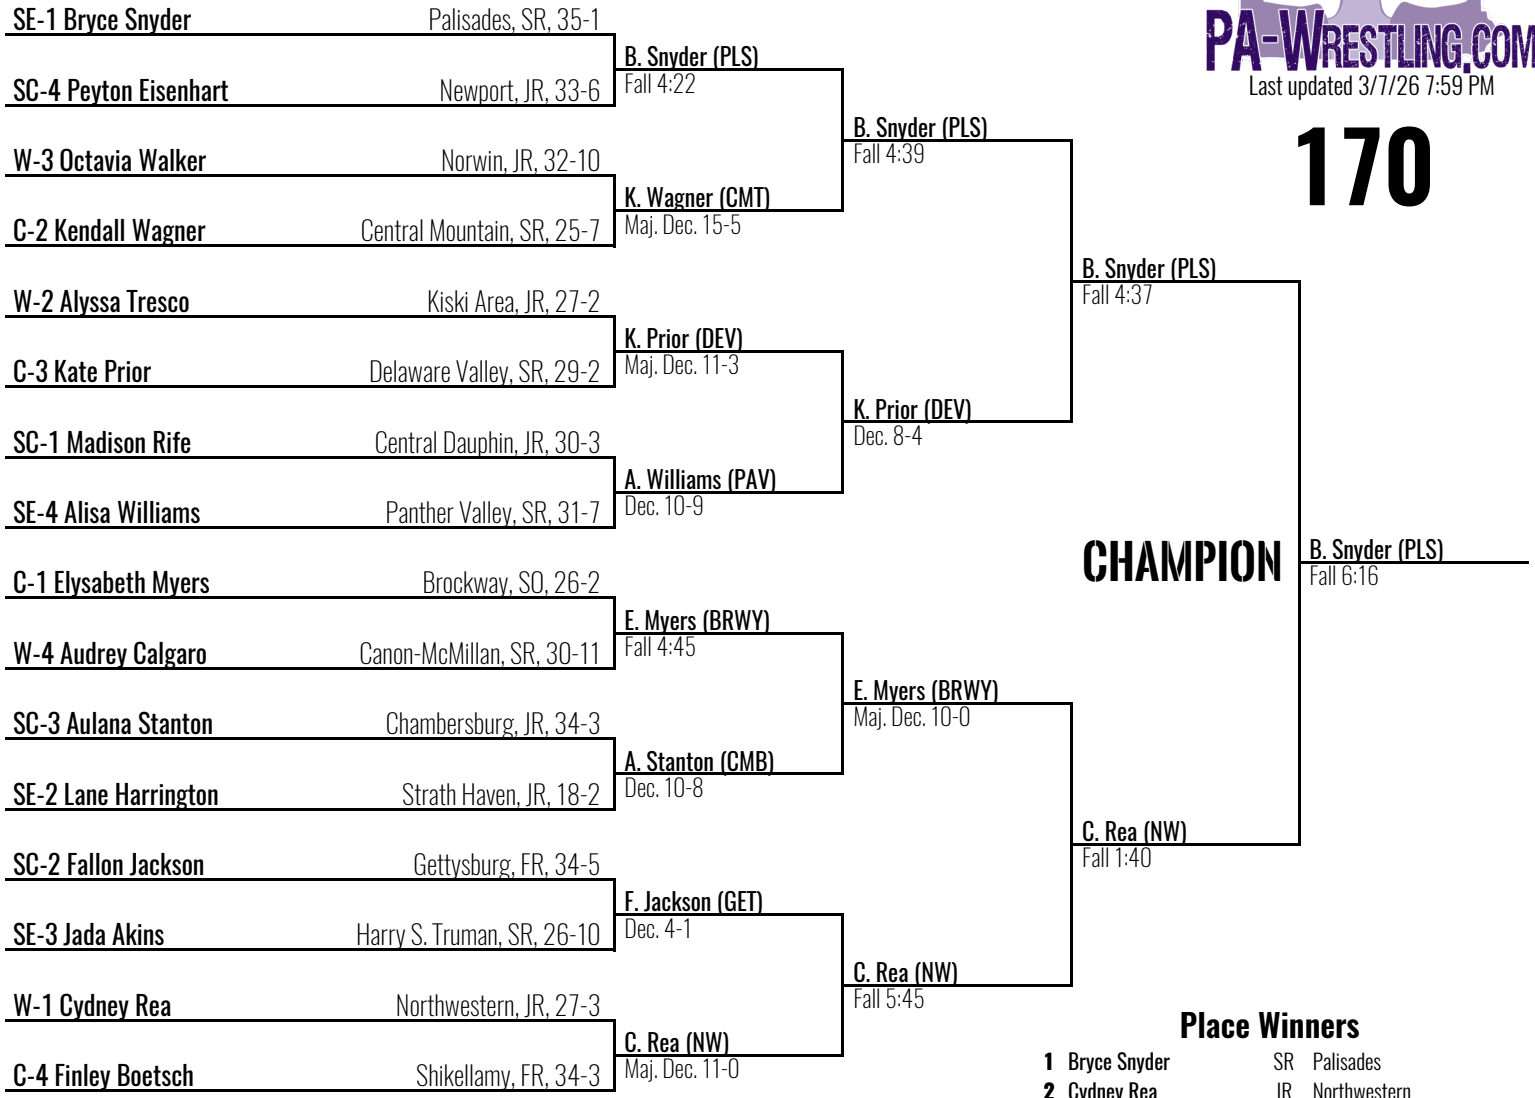 SE-1 Bryce Snyder Palisades, SR, 35-1
SC-4 Peyton Eisenhart Newport, JR, 33-6
W-3 Octavia Walker Norwin, JR, 32-10
C-2 Kendall Wagner Central Mountain, SR, 25-7
W-2 Alyssa Tresco Kiski Area, JR, 27-2
C-3 Kate Prior Delaware Valley, SR, 29-2
SC-1 Madison Rife Central Dauphin, JR, 30-3
SE-4 Alisa Williams Panther Valley, SR, 31-7
C-1 Elysabeth Myers Brockway, SO, 26-2
W-4 Audrey Calgaro Canon-McMillan, SR, 30-11
SC-3 Aulana Stanton Chambersburg, JR, 34-3
SE-2 Lane Harrington Strath Haven, JR, 18-2
SC-2 Fallon Jackson Gettysburg, FR, 34-5
SE-3 Jada Akins Harry S. Truman, SR, 26-10
W-1 Cydney Rea Northwestern, JR, 27-3
C-4 Finley Boetsch Shikellamy, FR, 34-3
B. Snyder (PLS)
Fall 4:22
K. Wagner (CMT)
Maj. Dec. 15-5
K. Prior (DEV)
Maj. Dec. 11-3
A. Williams (PAV)
Dec. 10-9
E. Myers (BRWY)
Fall 4:45
A. Stanton (CMB)
Dec. 10-8
F. Jackson (GET)
Dec. 4-1
C. Rea (NW)
Maj. Dec. 11-0
B. Snyder (PLS)
Fall 4:39
K. Prior (DEV)
Dec. 8-4
E. Myers (BRWY)
Maj. Dec. 10-0
C. Rea (NW)
Fall 5:45
B. Snyder (PLS)
Fall 4:37
C. Rea (NW)
Fall 1:40
CHAMPION
B. Snyder (PLS)
Fall 6:16
PA-WRESTLING.COM
Last updated 3/7/26 7:59 PM
170
Place Winners
1 Bryce Snyder SR Palisades
2 Cydney Rea JR Northwestern